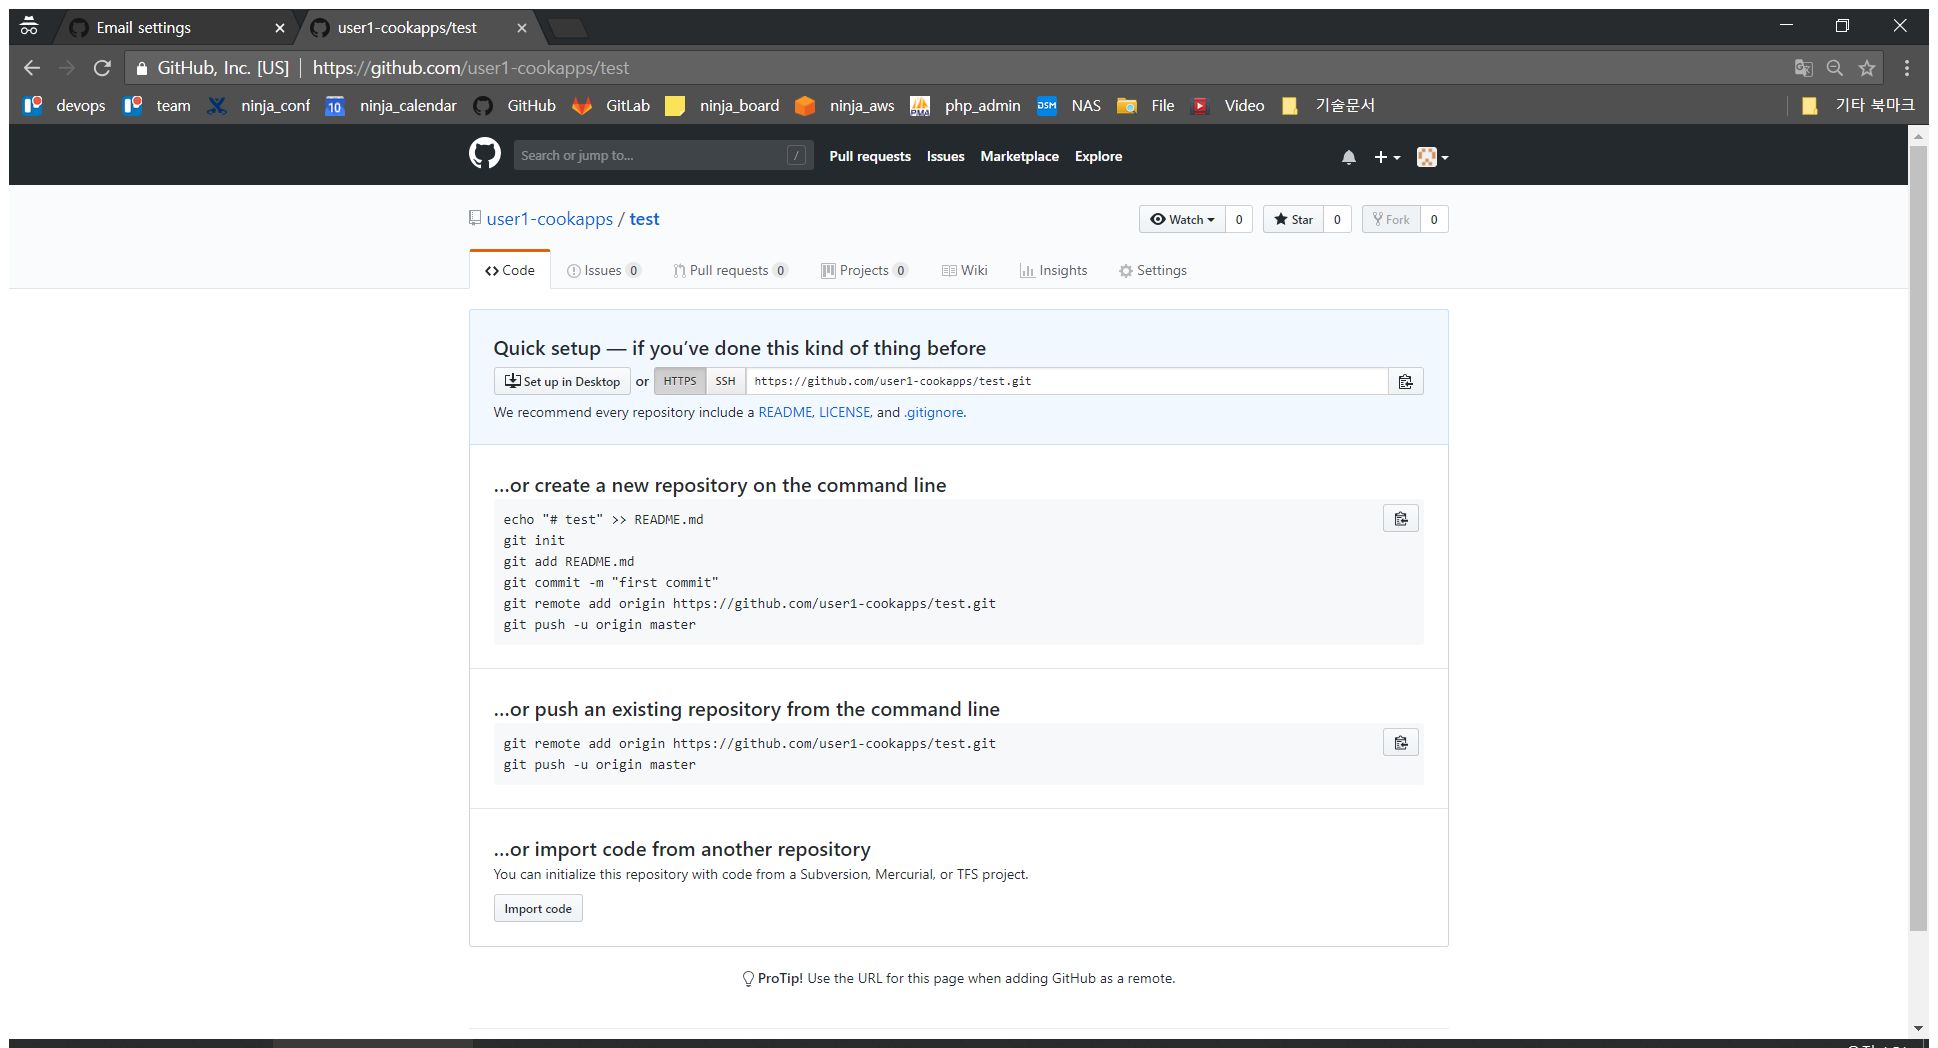 Email settings
user1-cookapps/test
GitHub, Inc. [US] | https://github.com/user1-cookapps/test
devops team ninja_conf 10 ninja_calendar GitHub GitLab ninja_board ninja_aws PMA php_admin DSM NAS File Video 기술문서 기타 북마크
Search or jump to... / Pull requests Issues Marketplace Explore
user1-cookapps / test Watch 0 Star 0 Fork 0
Code Issues 0 Pull requests 0 Projects 0 Wiki Insights Settings
Quick setup — if you’ve done this kind of thing before
Set up in Desktop or HTTPS SSH https://github.com/user1-cookapps/test.git
We recommend every repository include a README, LICENSE, and .gitignore.
…or create a new repository on the command line
echo "# test" >> README.md
git init
git add README.md
git commit -m "first commit"
git remote add origin https://github.com/user1-cookapps/test.git
git push -u origin master
…or push an existing repository from the command line
git remote add origin https://github.com/user1-cookapps/test.git
git push -u origin master
…or import code from another repository
You can initialize this repository with code from a Subversion, Mercurial, or TFS project.
Import code
ProTip! Use the URL for this page when adding GitHub as a remote.